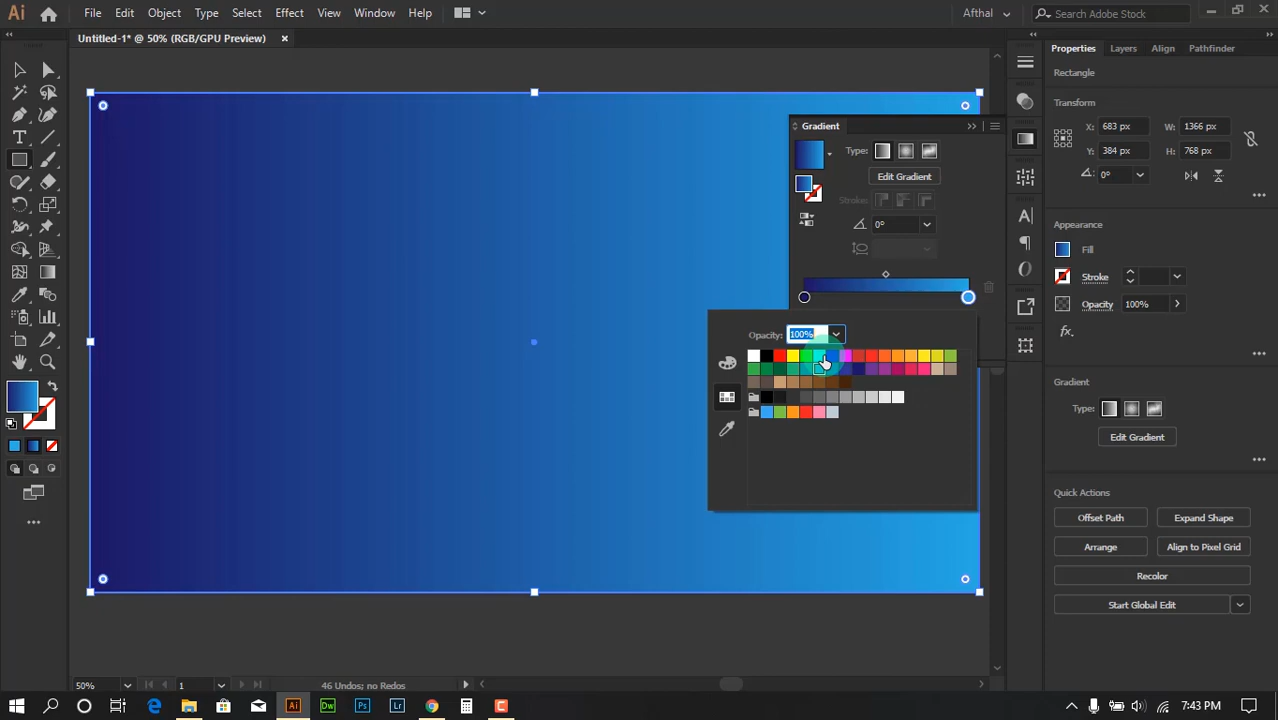 Ai File Edit Object Type Select Effect View Window Help Afthal Search Adobe Stock
Untitled-1* @ 50% (RGB/GPU Preview)
Properties Layers Align Pathfinder
Rectangle
Transform
X: 683 px W: 1366 px
Y: 384 px H: 768 px
0°
Appearance
Fill
Stroke
Opacity 100%
fx.
Gradient
Type:
Edit Gradient
Quick Actions
Offset Path Expand Shape
Arrange Align to Pixel Grid
Recolor
Start Global Edit
Gradient
Type:
Edit Gradient
Stroke:
0°
Opacity: 100%
50% 1 46 Undos; no Redos
Ai Dw Ps Lr 7:43 PM